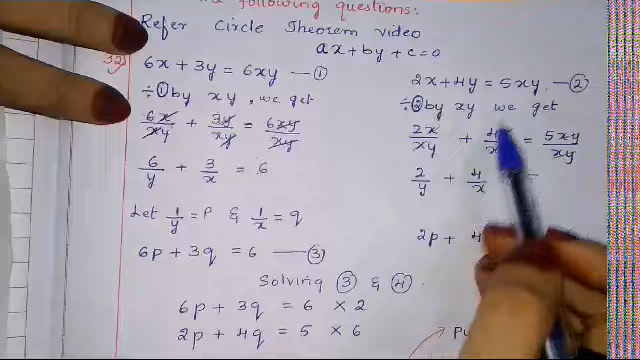 following questions:
Refer Circle Theorem video
ax+by+c=0
32) 6x + 3y = 6xy —①
÷① by xy, we get
6x/xy + 3y/xy = 6xy/xy
6/y + 3/x = 6
Let 1/y = P & 1/x = q
6p + 3q = 6 —③
2x + 4y = 5xy —②
÷② by xy we get
2x/xy + = 5xy/xy
2/y + 4/x =
2p +
Solving ③ & ④
6p + 3q = 6 × 2
2p + 4q = 5 × 6